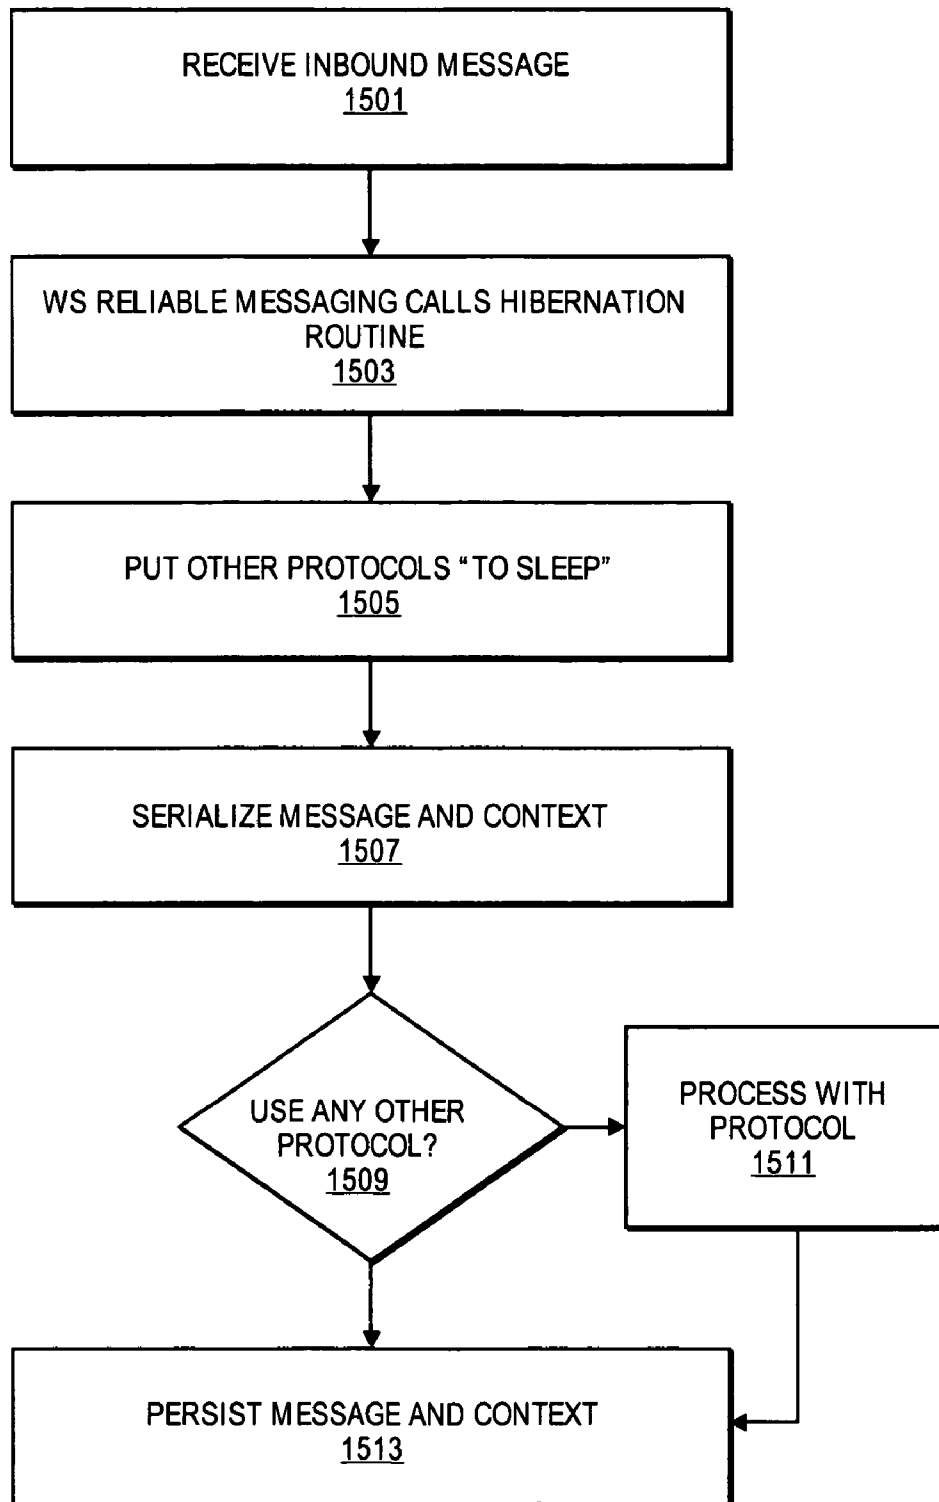 RECEIVE INBOUND MESSAGE
1501
WS RELIABLE MESSAGING CALLS HIBERNATION
ROUTINE
1503
PUT OTHER PROTOCOLS “TO SLEEP”
1505
SERIALIZE MESSAGE AND CONTEXT
1507
USE ANY OTHER
PROTOCOL?
1509
PROCESS WITH
PROTOCOL
1511
PERSIST MESSAGE AND CONTEXT
1513